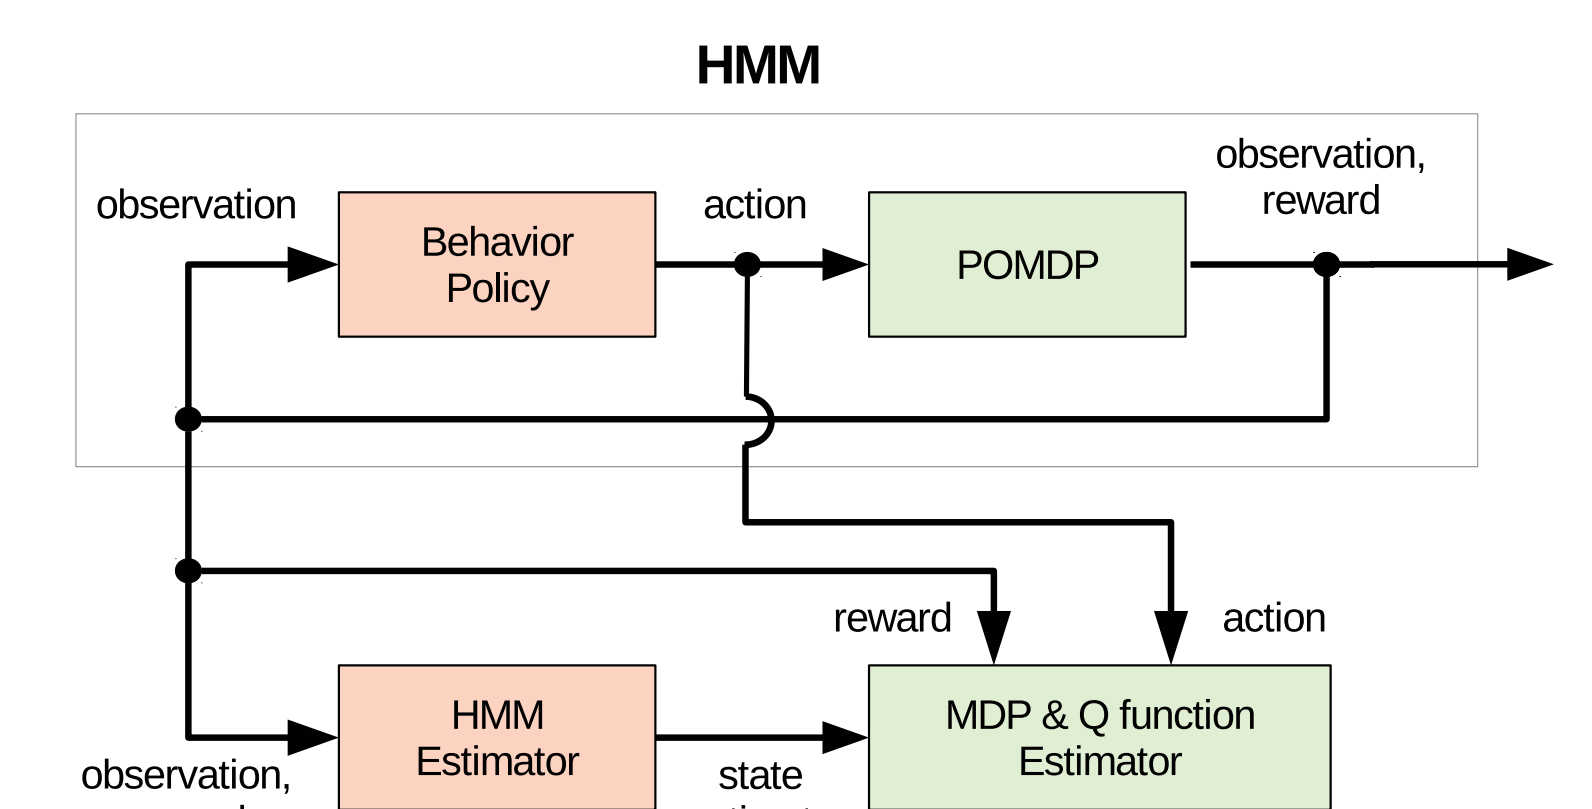 HMM
observation,
reward
observation
action
Behavior
Policy
POMDP
reward
action
HMM
Estimator
MDP & Q function
Estimator
observation,
state